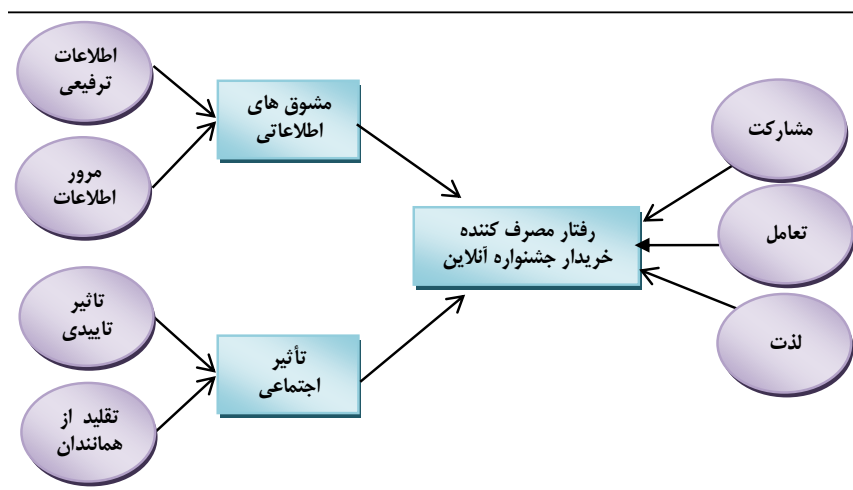 اطلاعات
ترفیعی
مرور
اطلاعات
مشوق های
اطلاعاتی
تاثیر
تاییدی
تقلید از
همانندان
تأثیر
اجتماعی
رفتار مصرف کننده
خریدار جشنواره آنلاین
مشارکت
تعامل
لذت